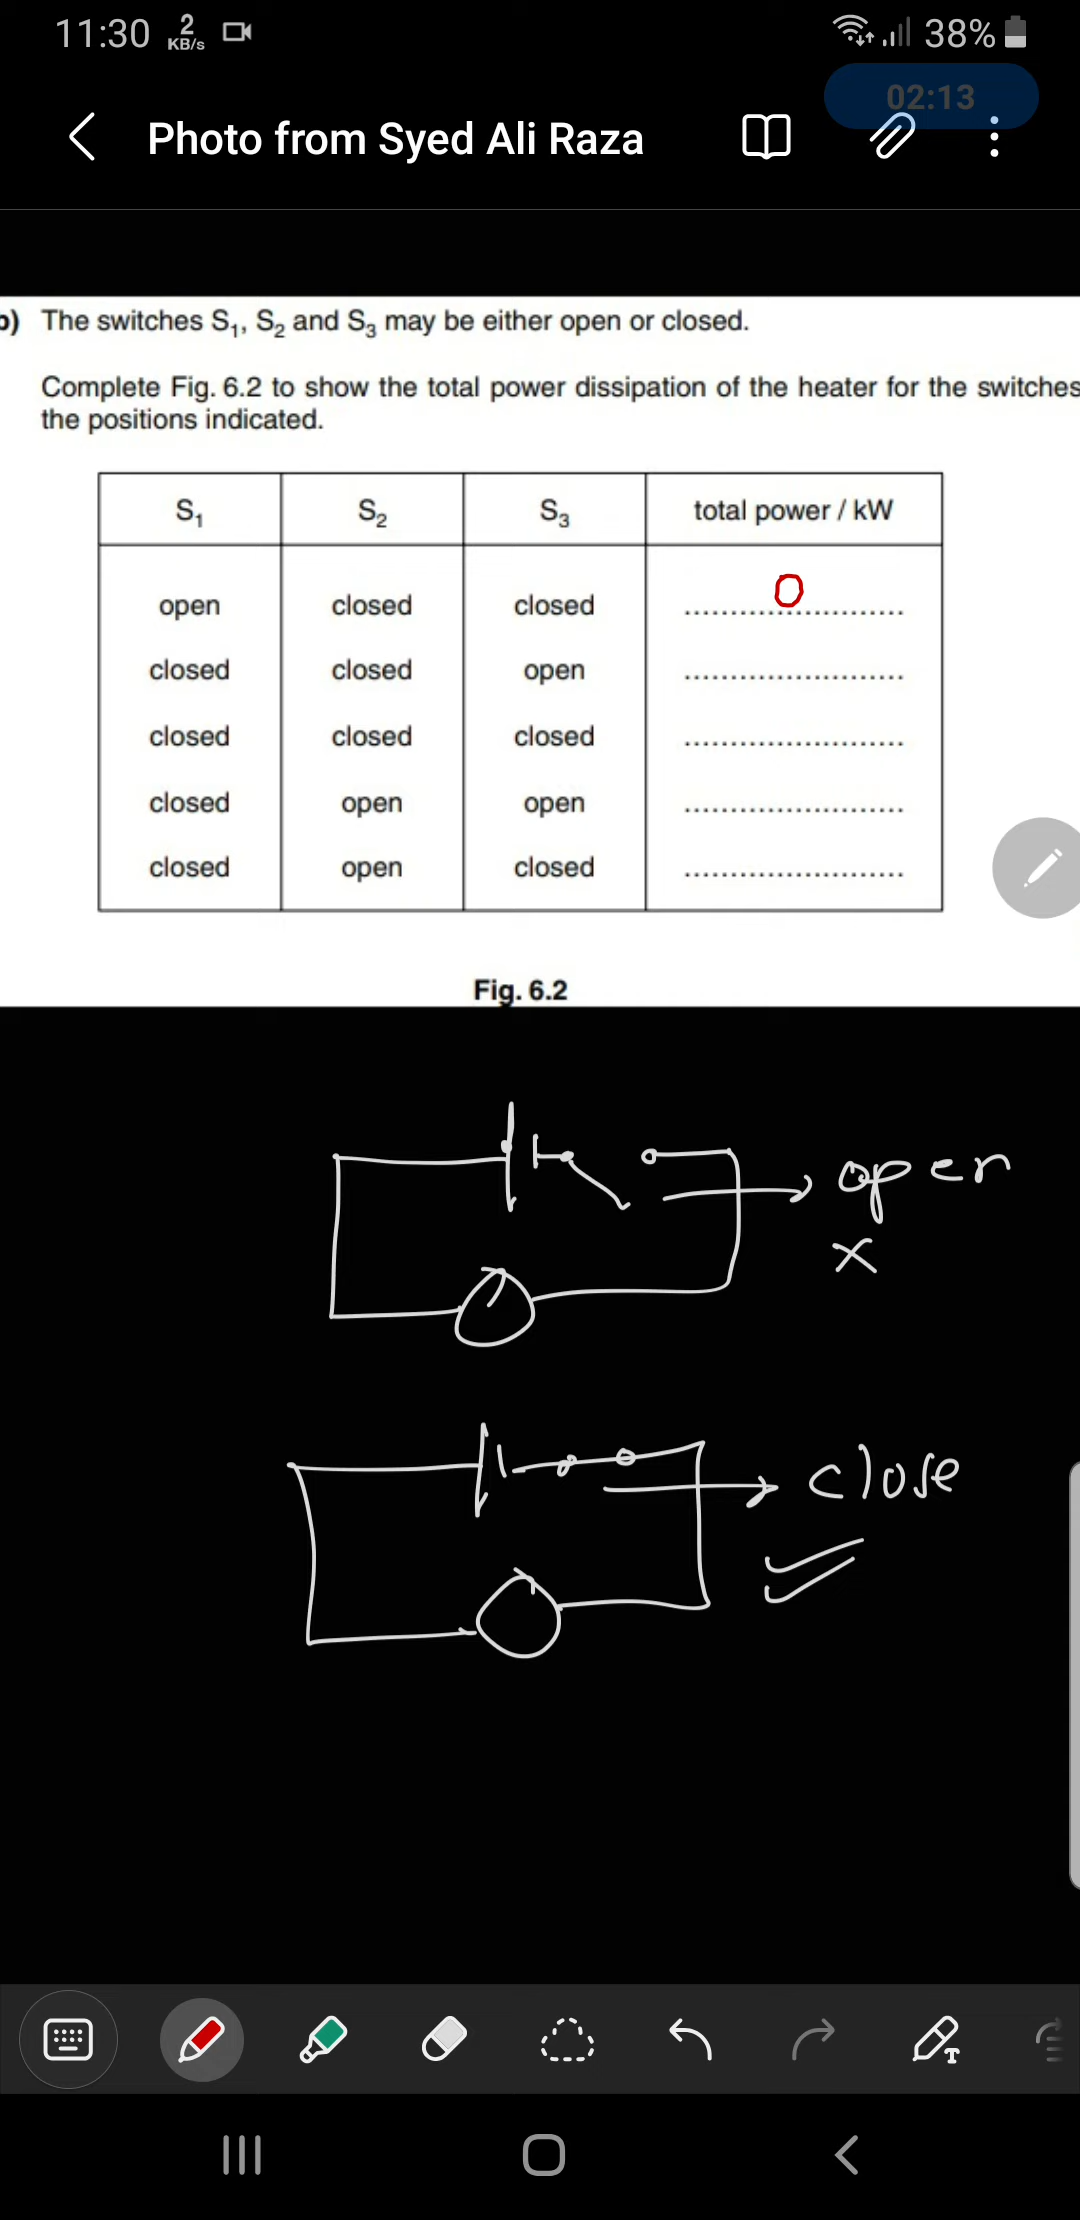 11:30 2 KB/s 38%
02:13
Photo from Syed Ali Raza
b) The switches S₁, S₂ and S₃ may be either open or closed.
Complete Fig. 6.2 to show the total power dissipation of the heater for the switches
the positions indicated.
S₁ S₂ S₃ total power / kW
open closed closed 0
closed closed open ........................
closed closed closed ........................
closed open open ........................
closed open closed ........................
Fig. 6.2
open
x
close